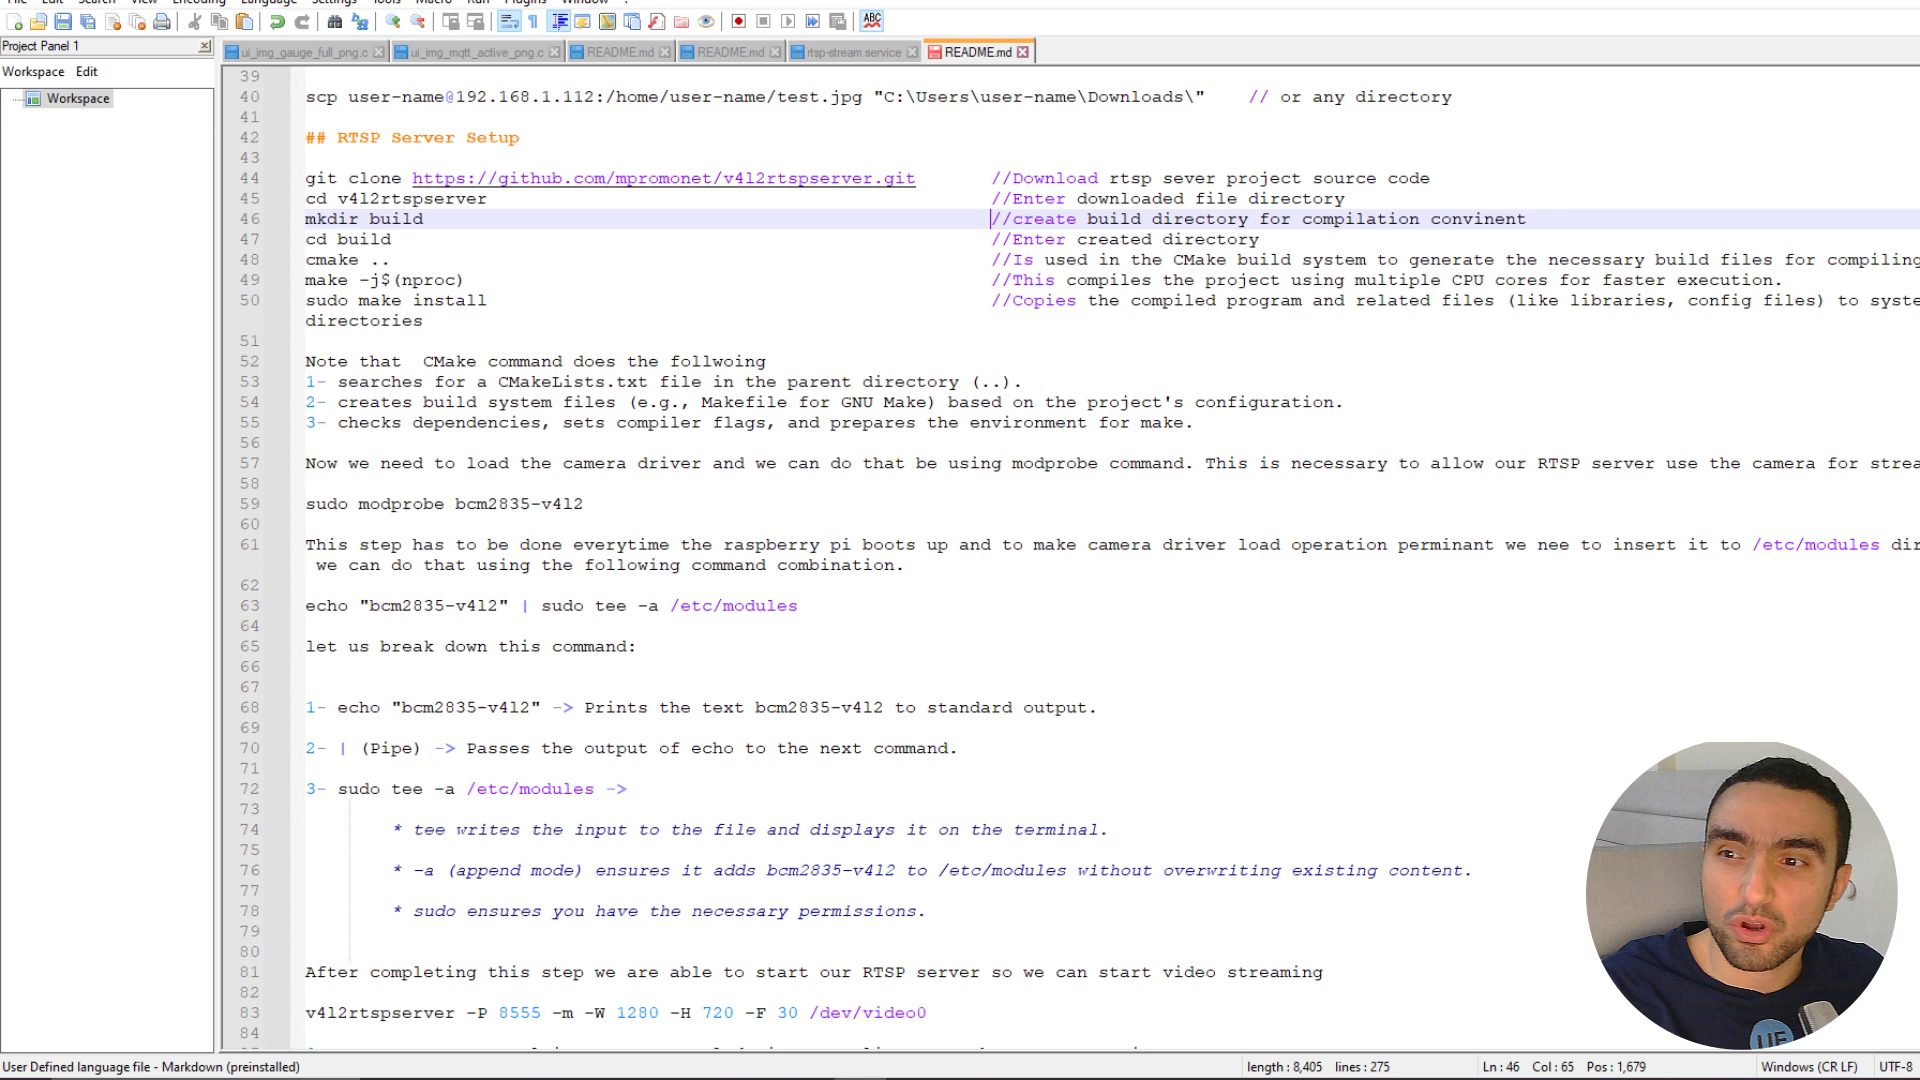 File Edit Search View Encoding Language Settings Tools Macro Run Plugins Window
Project Panel 1
Workspace Edit
Workspace
ui_img_gauge_full_png.c ui_img_mqtt_active_png.c README.md README.md rtsp-stream.service README.md
ABC
39
40 scp user-name@192.168.1.112:/home/user-name/test.jpg "C:\Users\user-name\Downloads\" // or any directory
41
42 ## RTSP Server Setup
43
44 git clone https://github.com/mpromonet/v4l2rtspserver.git //Download rtsp sever project source code
45 cd v4l2rtspserver //Enter downloaded file directory
46 mkdir build //create build directory for compilation convinent
47 cd build //Enter created directory
48 cmake .. //Is used in the CMake build system to generate the necessary build files for compiling
49 make -j$(nproc) //This compiles the project using multiple CPU cores for faster execution.
50 sudo make install //Copies the compiled program and related files (like libraries, config files) to syste
directories
51
52 Note that CMake command does the follwoing
53 1- searches for a CMakeLists.txt file in the parent directory (..).
54 2- creates build system files (e.g., Makefile for GNU Make) based on the project's configuration.
55 3- checks dependencies, sets compiler flags, and prepares the environment for make.
56
57 Now we need to load the camera driver and we can do that be using modprobe command. This is necessary to allow our RTSP server use the camera for strea
58
59 sudo modprobe bcm2835-v4l2
60
61 This step has to be done everytime the raspberry pi boots up and to make camera driver load operation perminant we nee to insert it to /etc/modules dir
we can do that using the following command combination.
62
63 echo "bcm2835-v4l2" | sudo tee -a /etc/modules
64
65 let us break down this command:
66
67
68 1- echo "bcm2835-v4l2" -> Prints the text bcm2835-v4l2 to standard output.
69
70 2- | (Pipe) -> Passes the output of echo to the next command.
71
72 3- sudo tee -a /etc/modules ->
73
74 * tee writes the input to the file and displays it on the terminal.
75
76 * -a (append mode) ensures it adds bcm2835-v4l2 to /etc/modules without overwriting existing content.
77
78 * sudo ensures you have the necessary permissions.
79
80
81 After completing this step we are able to start our RTSP server so we can start video streaming
82
83 v4l2rtspserver -P 8555 -m -W 1280 -H 720 -F 30 /dev/video0
84
User Defined language file - Markdown (preinstalled) length : 8,405 lines : 275 Ln : 46 Col : 65 Pos : 1,679 Windows (CR LF) UTF-8